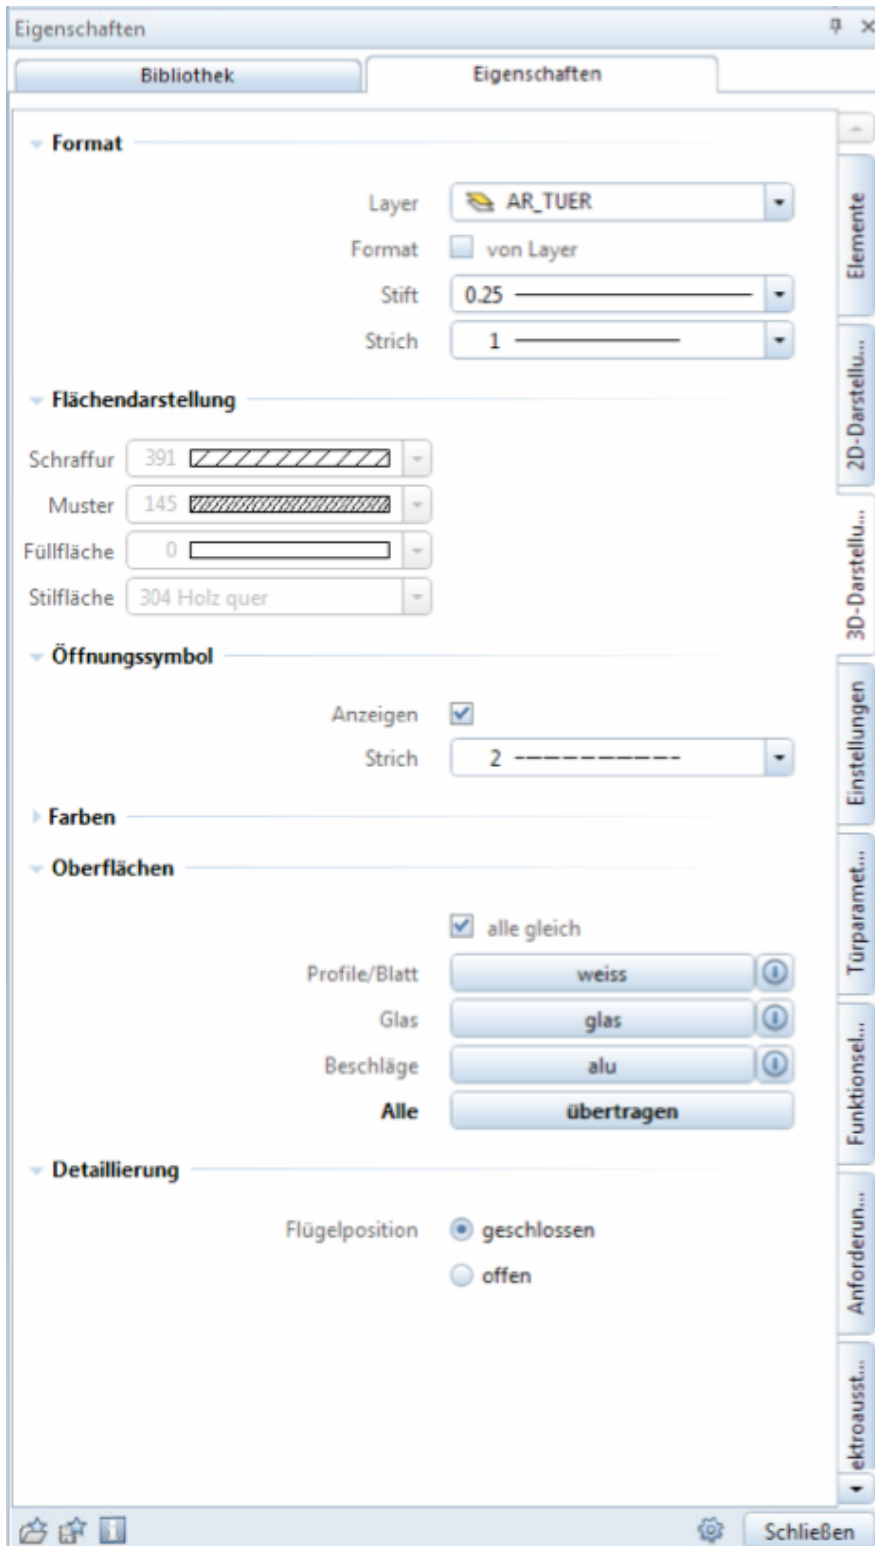 Eigenschaften
Bibliothek
Eigenschaften
Format
Layer AR_TUER
Format von Layer
Stift 0.25
Strich 1
Flächendarstellung
Schraffur 391
Muster 145
Füllfläche 0
Stilfläche 304 Holz quer
Öffnungssymbol
Anzeigen
Strich 2
Farben
Oberflächen
alle gleich
Profile/Blatt weiss
Glas glas
Beschläge alu
Alle übertragen
Detaillierung
Flügelposition geschlossen
offen
Elemente
2D-Darstellu...
3D-Darstellu...
Einstellungen
Türparamet...
Funktionsel...
Anforderun...
ektroausst...
Schließen